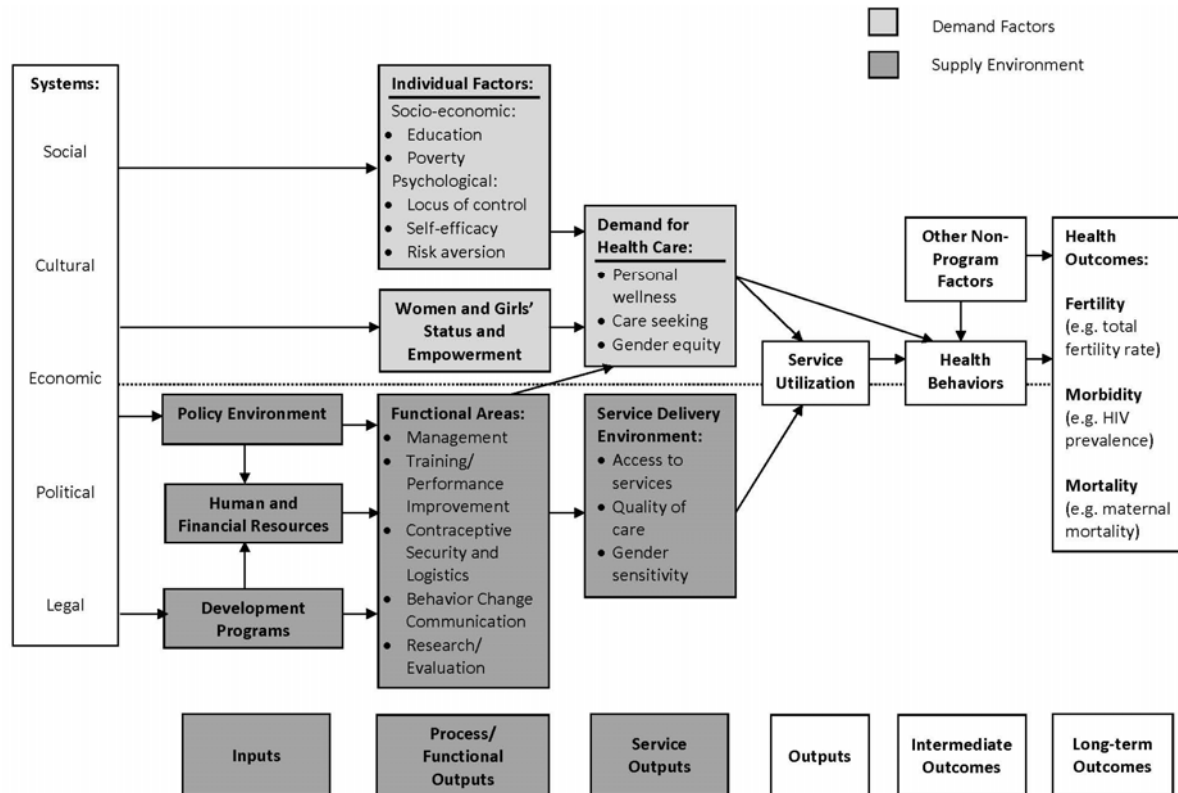 Demand Factors
Supply Environment
Systems:
Social
Cultural
Economic
Political
Legal
Individual Factors:
Socio-economic:
• Education
• Poverty
Psychological:
• Locus of control
• Self-efficacy
• Risk aversion
Women and Girls'
Status and
Empowerment
Demand for
Health Care:
• Personal
wellness
• Care seeking
• Gender equity
Policy Environment
Human and
Financial Resources
Development
Programs
Functional Areas:
• Management
• Training/
Performance
Improvement
• Contraceptive
Security and
Logistics
• Behavior Change
Communication
• Research/
Evaluation
Service Delivery
Environment:
• Access to
services
• Quality of
care
• Gender
sensitivity
Service
Utilization
Other Non-
Program
Factors
Health
Behaviors
Health
Outcomes:
Fertility
(e.g. total
fertility rate)
Morbidity
(e.g. HIV
prevalence)
Mortality
(e.g. maternal
mortality)
Inputs
Process/
Functional
Outputs
Service
Outputs
Outputs
Intermediate
Outcomes
Long-term
Outcomes